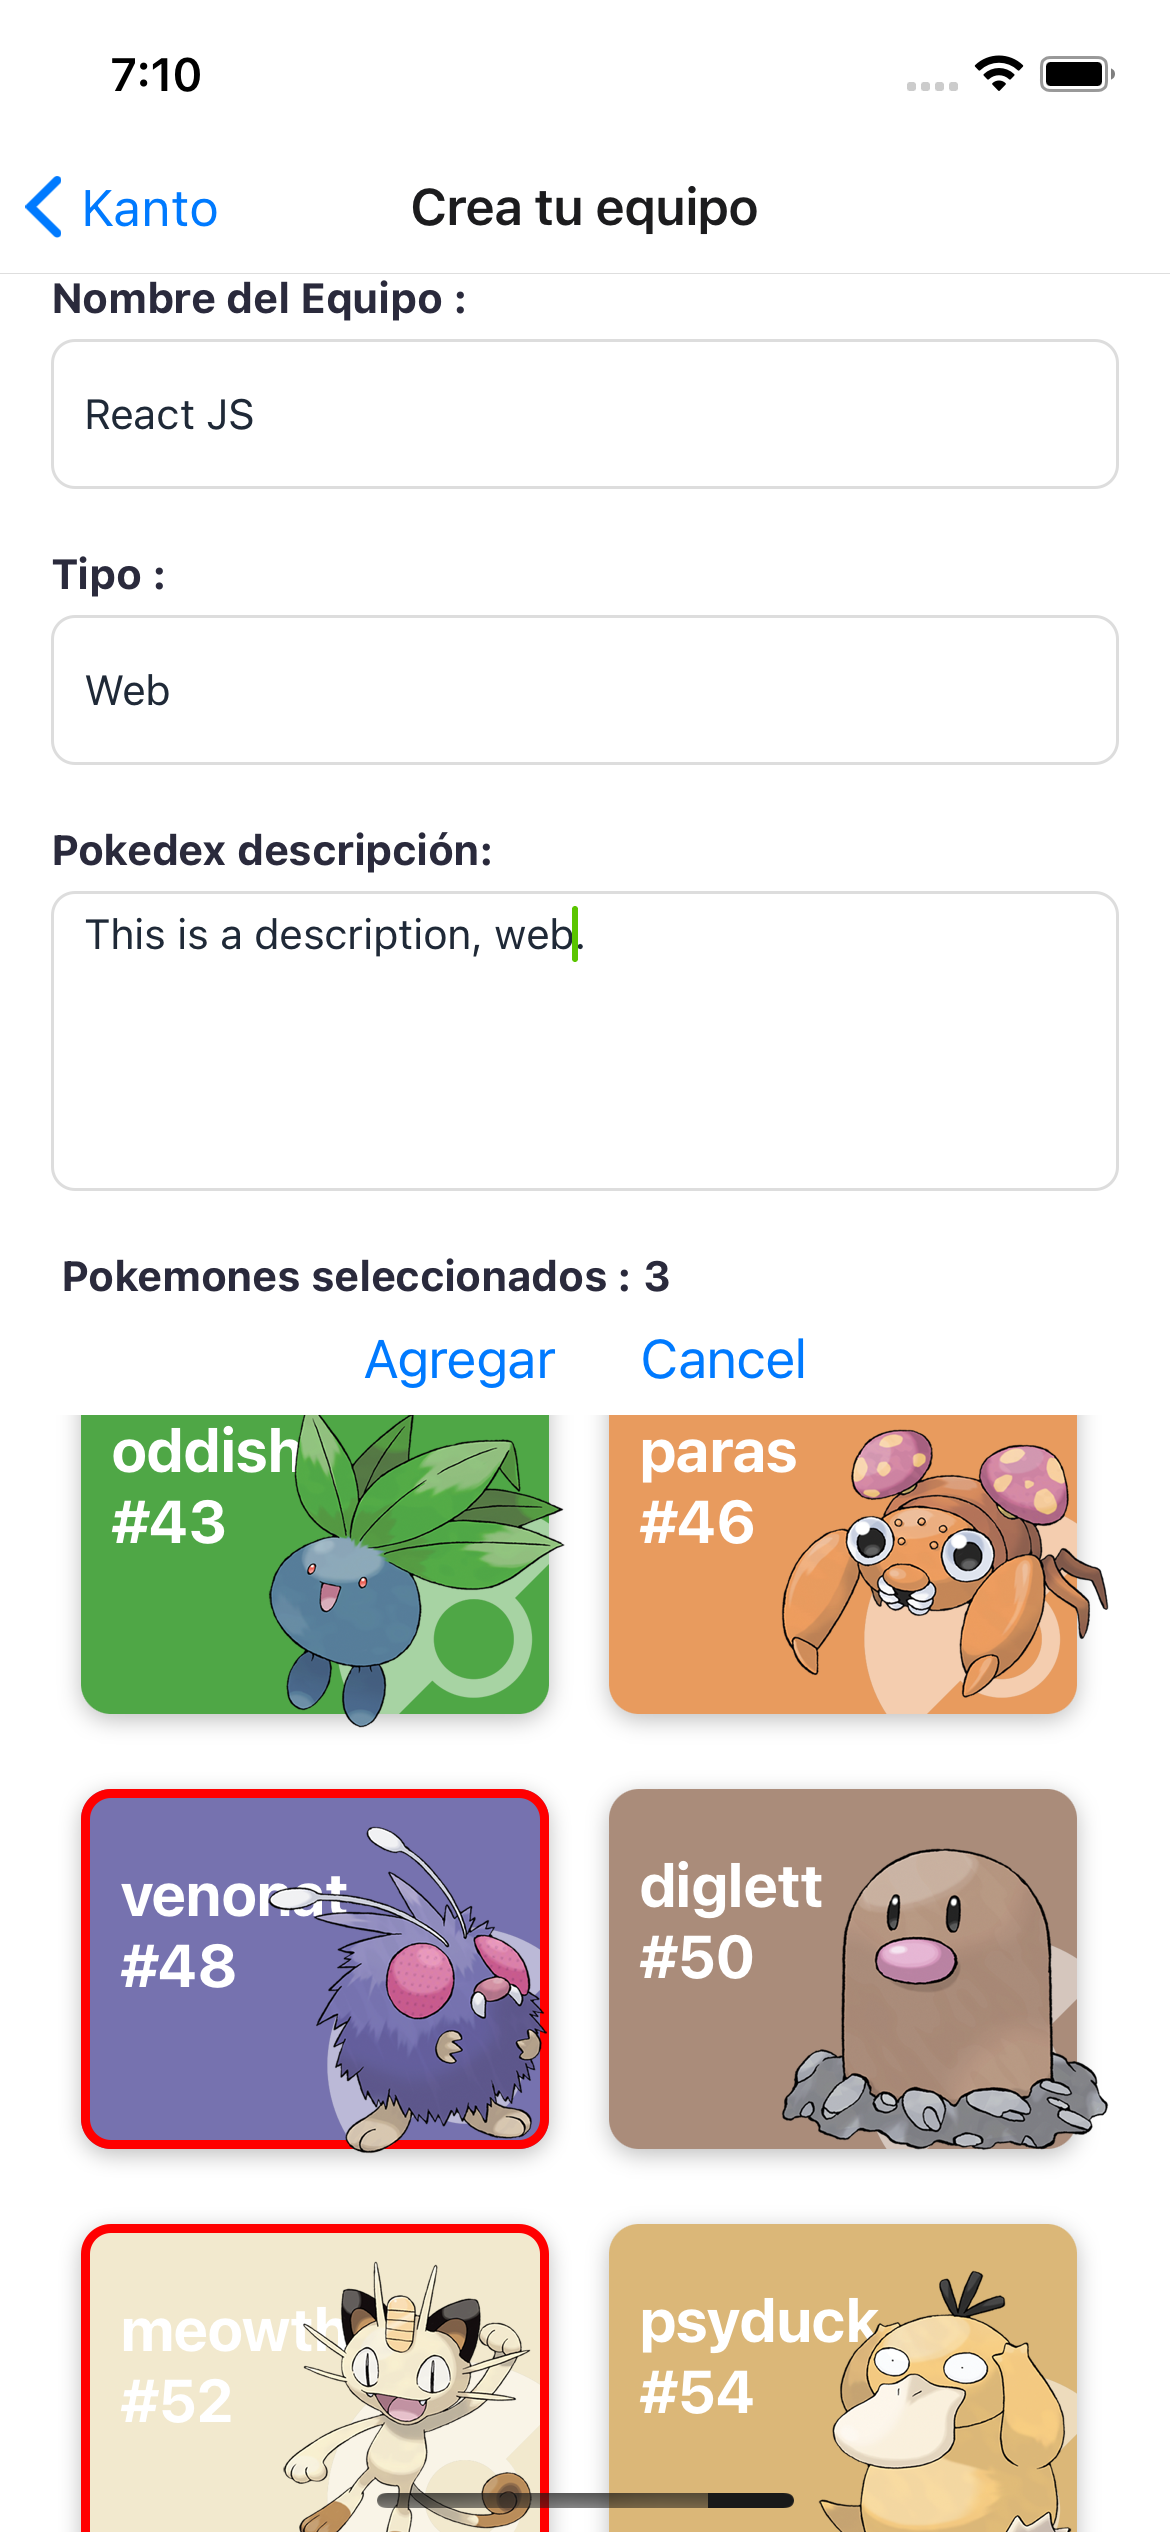 7:10
Kanto
Crea tu equipo
Nombre del Equipo :
React JS
Tipo :
Web
Pokedex descripción:
This is a description, web.
Pokemones seleccionados : 3
Agregar
Cancel
oddish
#43
paras
#46
venonat
#48
diglett
#50
meowth
#52
psyduck
#54